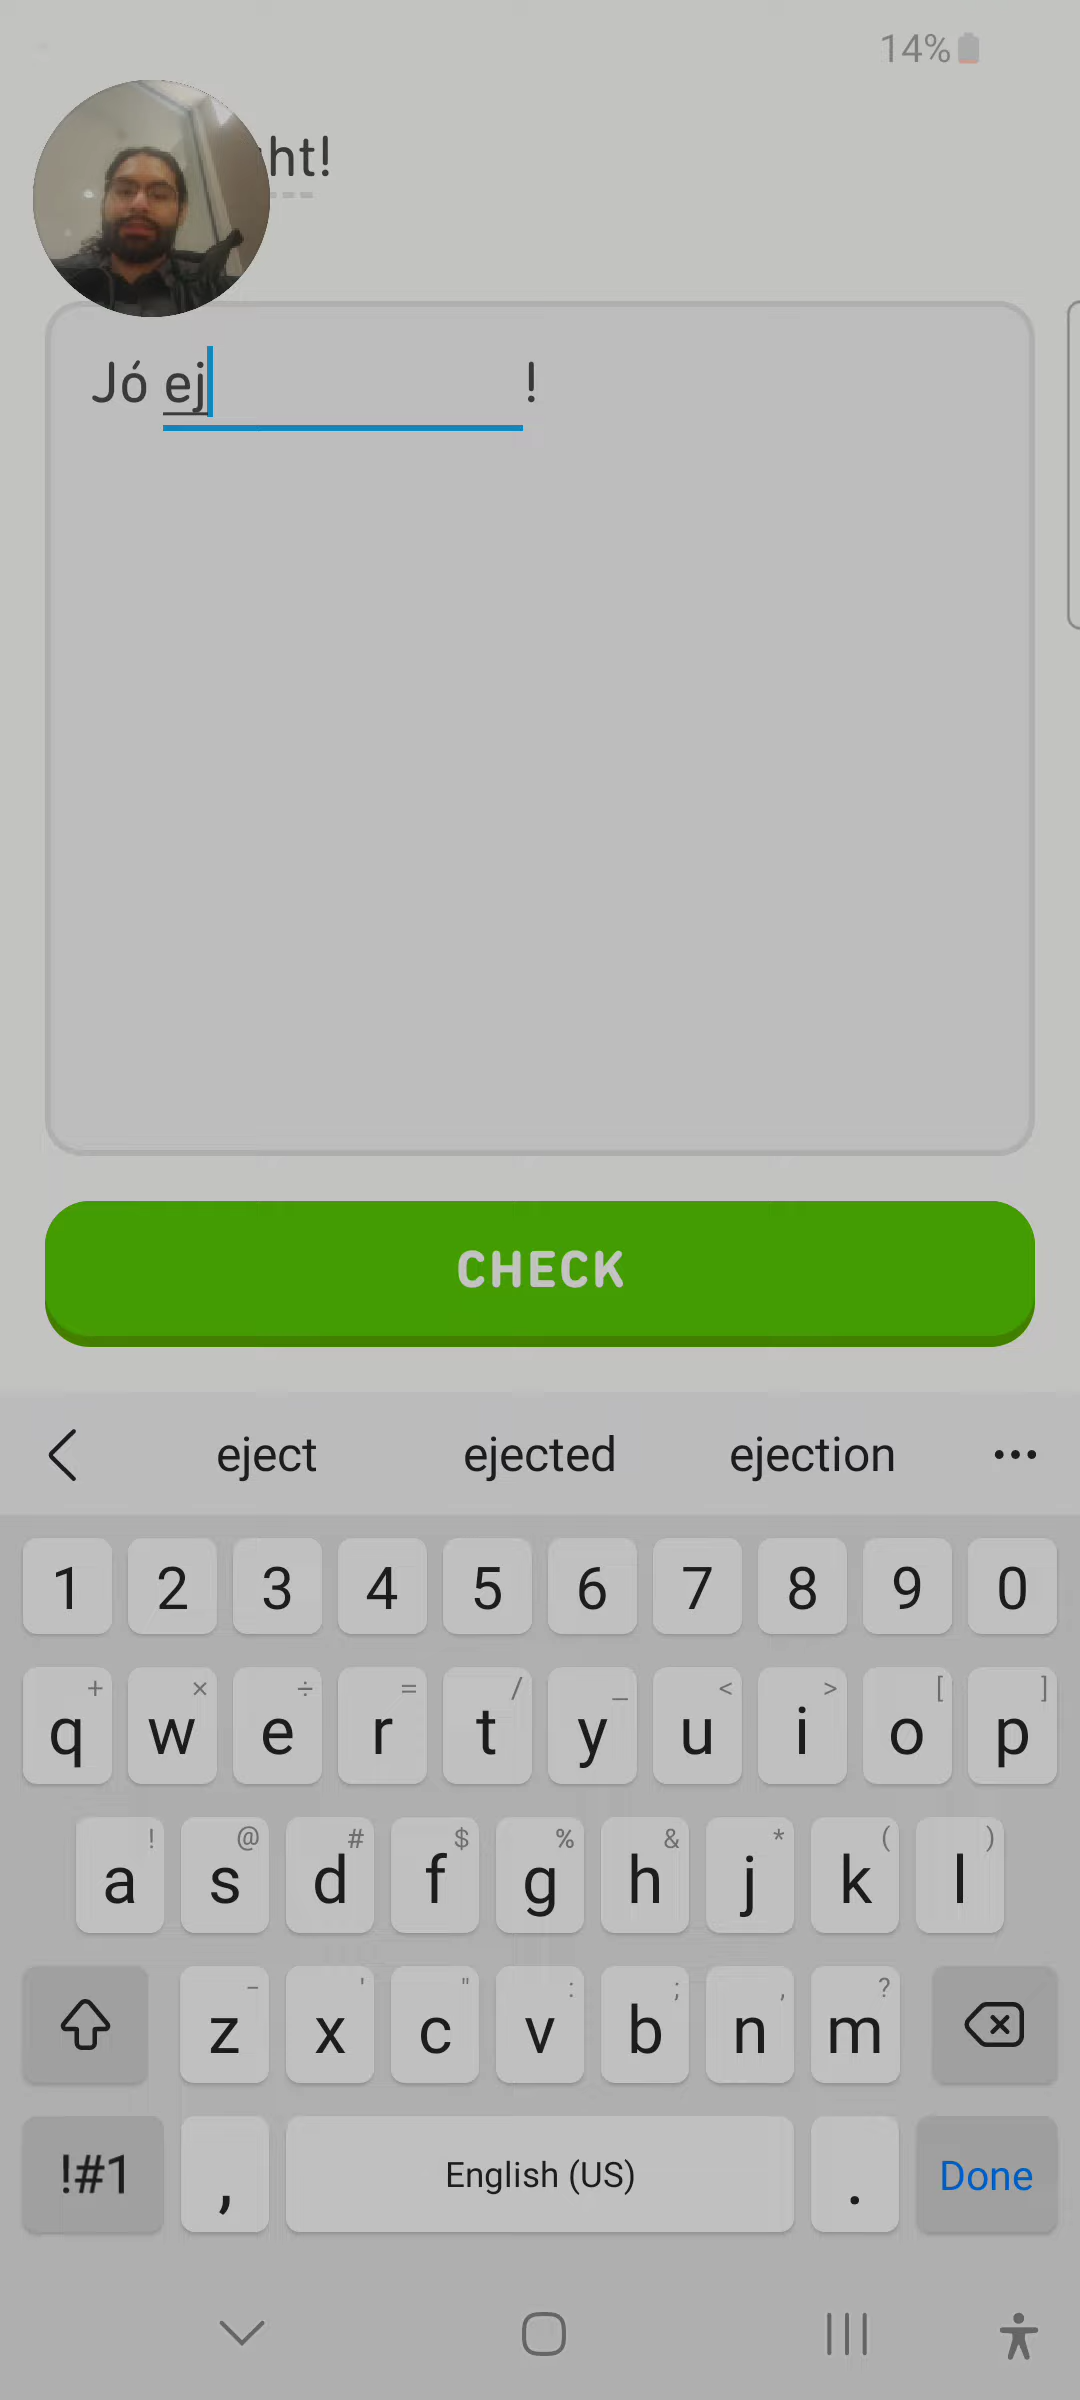 14%
ht!
Jó ej !
CHECK
eject ejected ejection
1 2 3 4 5 6 7 8 9 0
+ × ÷ = / _ < > [ ]
q w e r t y u i o p
! @ # $ % & * ( )
a s d f g h j k l
- ' " : ; , ?
z x c v b n m
!#1 , English (US) . Done